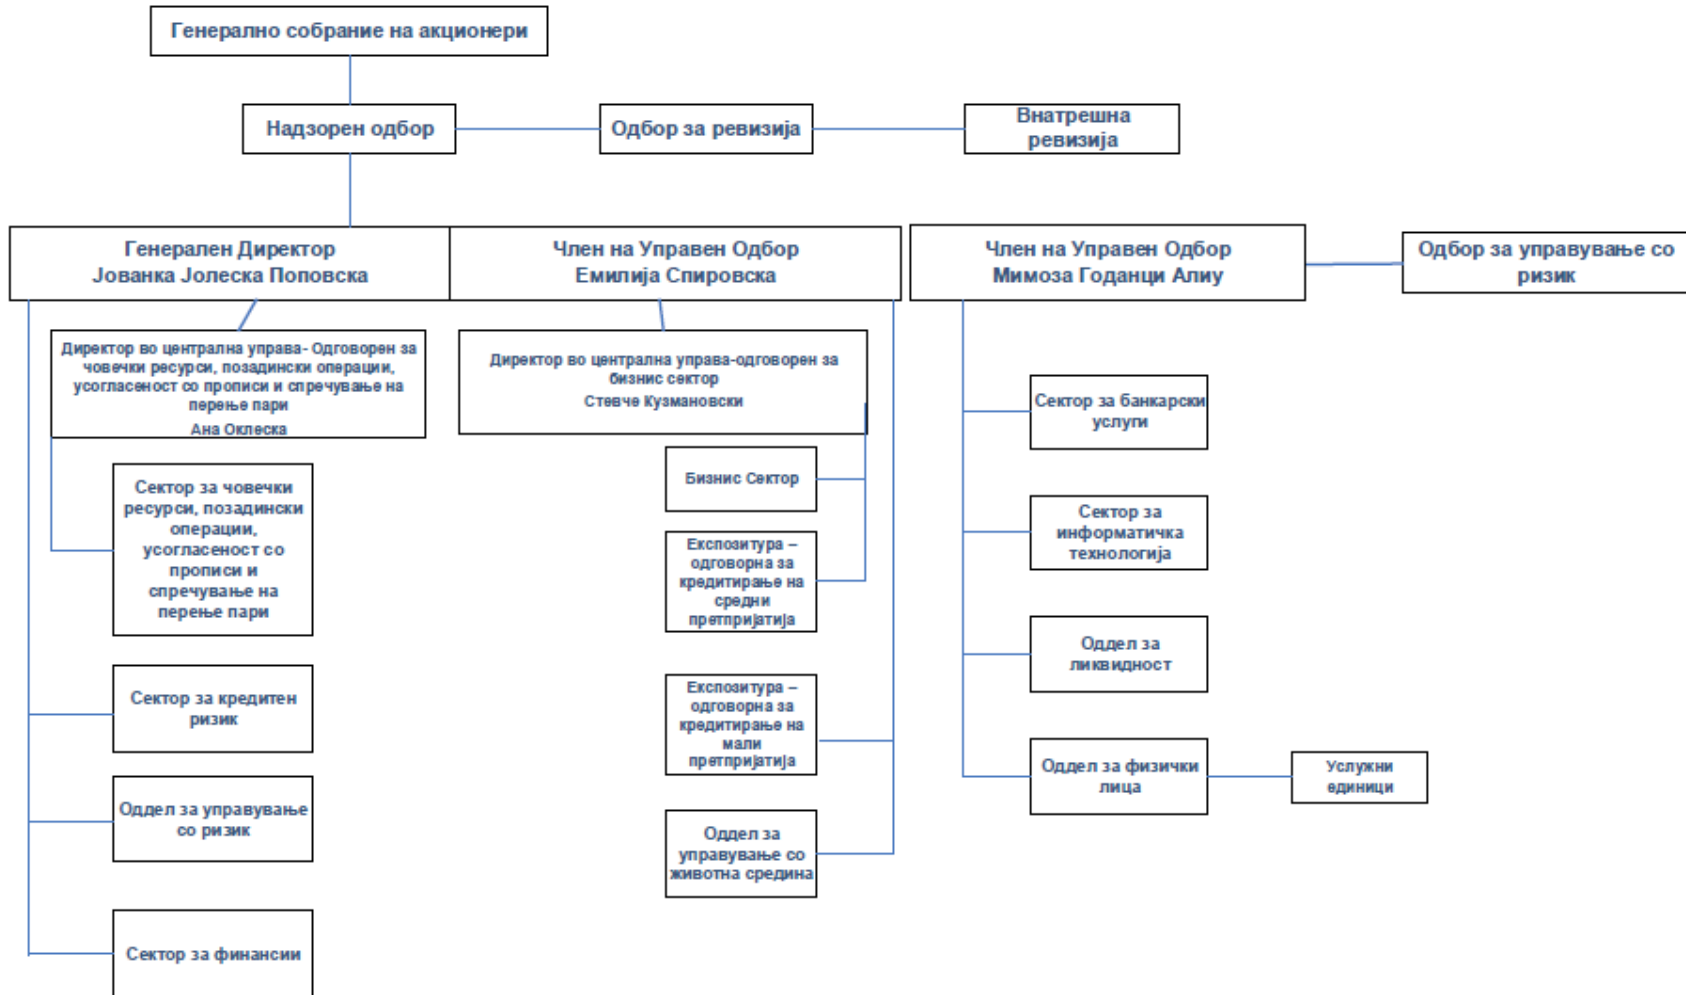 Генерално собрание на акционери
Надзорен одбор
Одбор за ревизија
Внатрешна
ревизија
Генерален Директор
Јованка Јолеска Поповска
Член на Управен Одбор
Емилија Спировска
Член на Управен Одбор
Мимоза Годанци Алиу
Одбор за управување со
ризик
Директор во централна управа- Одговорен за
човечки ресурси, позадински операции,
усогласеност со прописи и спречување на
перење пари
Ана Оклеска
Директор во централна управа-одговорен за
бизнис сектор
Стевче Кузмановски
Сектор за човечки
ресурси, позадински
операции,
усогласеност со
прописи и
спречување на
перење пари
Сектор за кредитен
ризик
Оддел за управување
со ризик
Сектор за финансии
Бизнис Сектор
Експозитура –
одговорна за
кредитирање на
средни
претпријатија
Експозитура –
одговорна за
кредитирање на
мали
претпријатија
Оддел за
управување со
животна средина
Сектор за банкарски
услуги
Сектор за
информатичка
технологија
Оддел за
ликвидност
Оддел за физички
лица
Услужни
единици